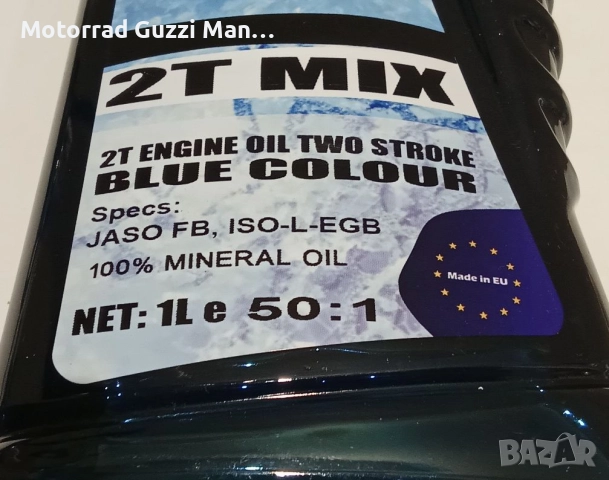 Motorrad Guzzi Man...
2T MIX
2T ENGINE OIL TWO STROKE
BLUE COLOUR
Specs:
JASO FB, ISO-L-EGB
100% MINERAL OIL
Made in EU
NET: 1L e 50:1
BAZAR